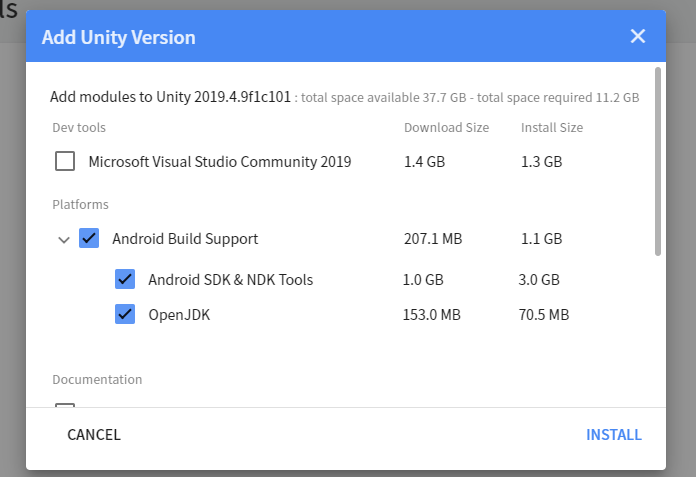 ls
Add Unity Version
Add modules to Unity 2019.4.9f1c101 : total space available 37.7 GB - total space required 11.2 GB
Dev tools Download Size Install Size
Microsoft Visual Studio Community 2019 1.4 GB 1.3 GB
Platforms
Android Build Support 207.1 MB 1.1 GB
Android SDK & NDK Tools 1.0 GB 3.0 GB
OpenJDK 153.0 MB 70.5 MB
Documentation
CANCEL INSTALL